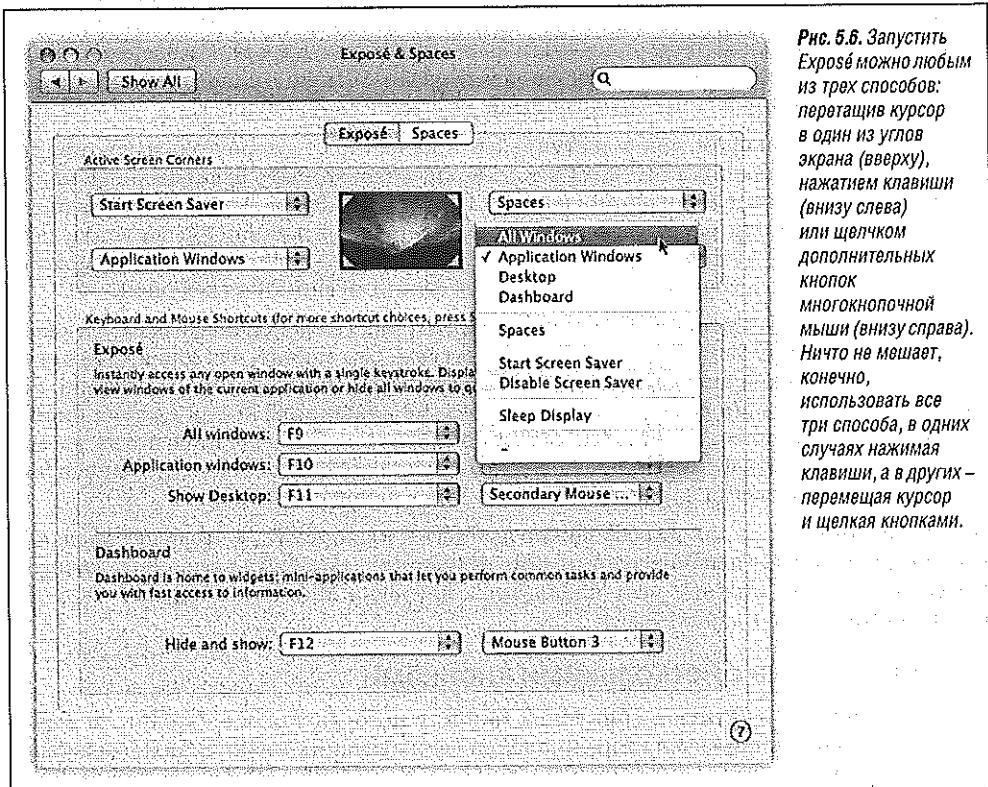 Exposé & Spaces
Show All
Exposé Spaces
Active Screen Corners
Start Screen Saver
Spaces
Application Windows
All Windows
✓ Application Windows
Desktop
Dashboard
Spaces
Start Screen Saver
Disable Screen Saver
Sleep Display
-
Keyboard and Mouse Shortcuts (for more shortcut choices, press
Exposé
Instantly access any open window with a single keystroke. Displa
view windows of the current application or hide all windows to
All windows: F9
Application windows: F10
Show Desktop: F11 Secondary Mouse ...
Dashboard
Dashboard is home to widgets: mini-applications that let you perform common tasks and provide
you with fast access to information.
Hide and show: F12 Mouse Button 3
?
Рис. 5.6. Запустить
Exposé можно любым
из трех способов:
перетащив курсор
в один из углов
экрана (вверху),
нажатием клавиши
(внизу слева)
или щелчком
дополнительных
кнопок
многокнопочной
мыши (внизу справа).
Ничто не мешает,
конечно,
использовать все
три способа, в одних
случаях нажимая
клавиши, а в других –
перемещая курсор
и щелкая кнопками.